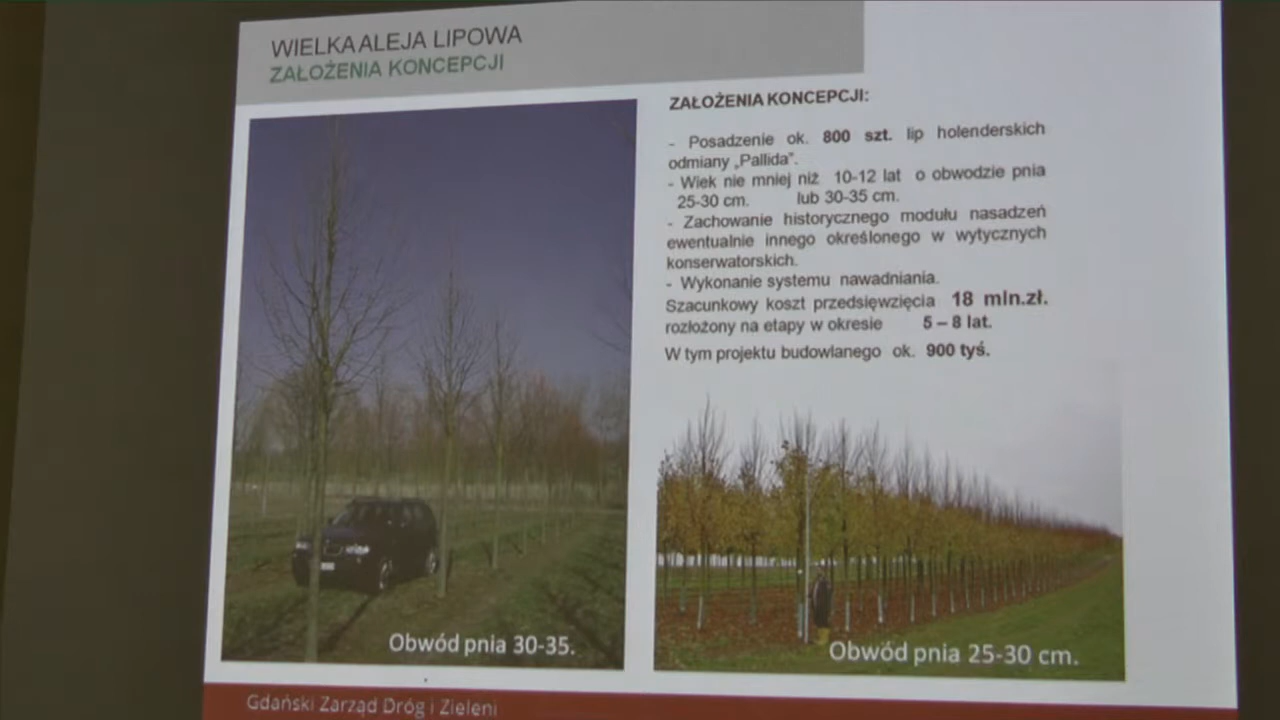 WIELKA ALEJA LIPOWA
ZAŁOŻENIA KONCEPCJI
ZAŁOŻENIA KONCEPCJI:
- Posadzenie ok. 800 szt. lip holenderskich
odmiany „Pallida”.
- Wiek nie mniej niż 10-12 lat o obwodzie pnia
25-30 cm. lub 30-35 cm.
- Zachowanie historycznego modułu nasadzeń
ewentualnie innego określonego w wytycznych
konserwatorskich.
- Wykonanie systemu nawadniania.
Szacunkowy koszt przedsięwzięcia 18 mln.zł.
rozłożony na etapy w okresie 5 – 8 lat.
W tym projektu budowlanego ok. 900 tyś.
Obwód pnia 30-35.
Obwód pnia 25-30 cm.
Gdański Zarząd Dróg i Zieleni